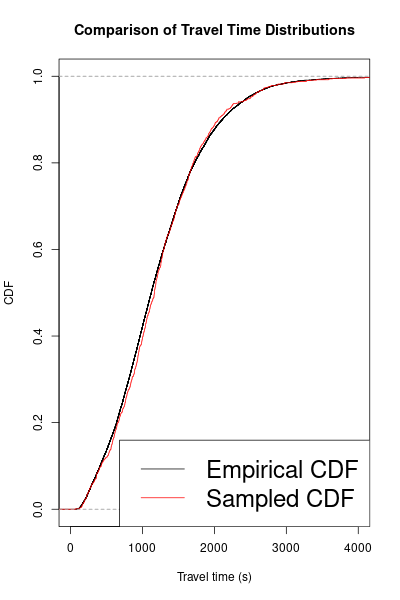 Comparison of Travel Time Distributions
CDF
1.0
0.8
0.6
0.4
0.2
0.0
Empirical CDF
Sampled CDF
0 1000 2000 3000 4000
Travel time (s)